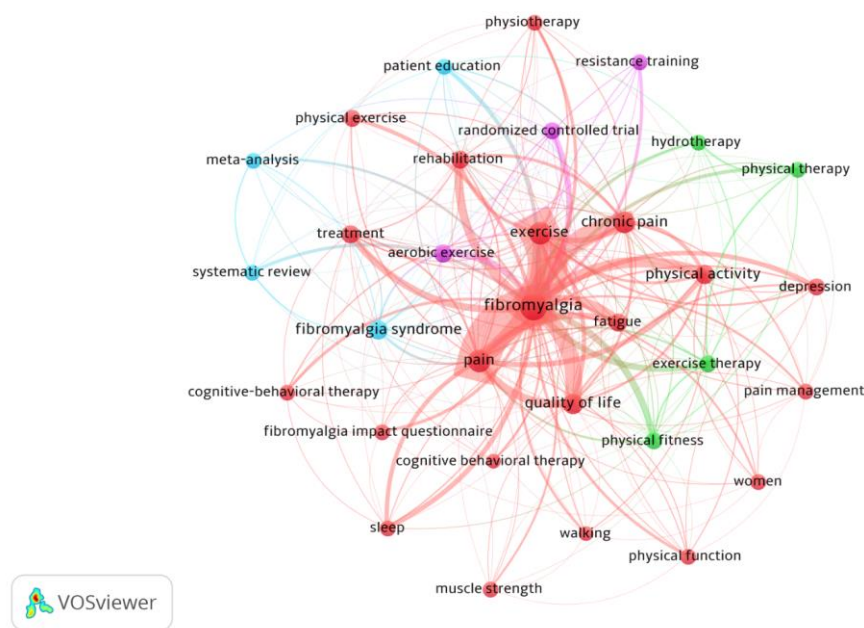 physiotherapy
patient education
resistance training
physical exercise
randomized controlled trial
hydrotherapy
meta-analysis
rehabilitation
physical therapy
exercise
chronic pain
treatment
aerobic exercise
systematic review
physical activity
depression
fibromyalgia
fibromyalgia syndrome
fatigue
pain
exercise therapy
cognitive-behavioral therapy
pain management
quality of life
fibromyalgia impact questionnaire
physical fitness
cognitive behavioral therapy
women
sleep
walking
physical function
muscle strength
VOSviewer